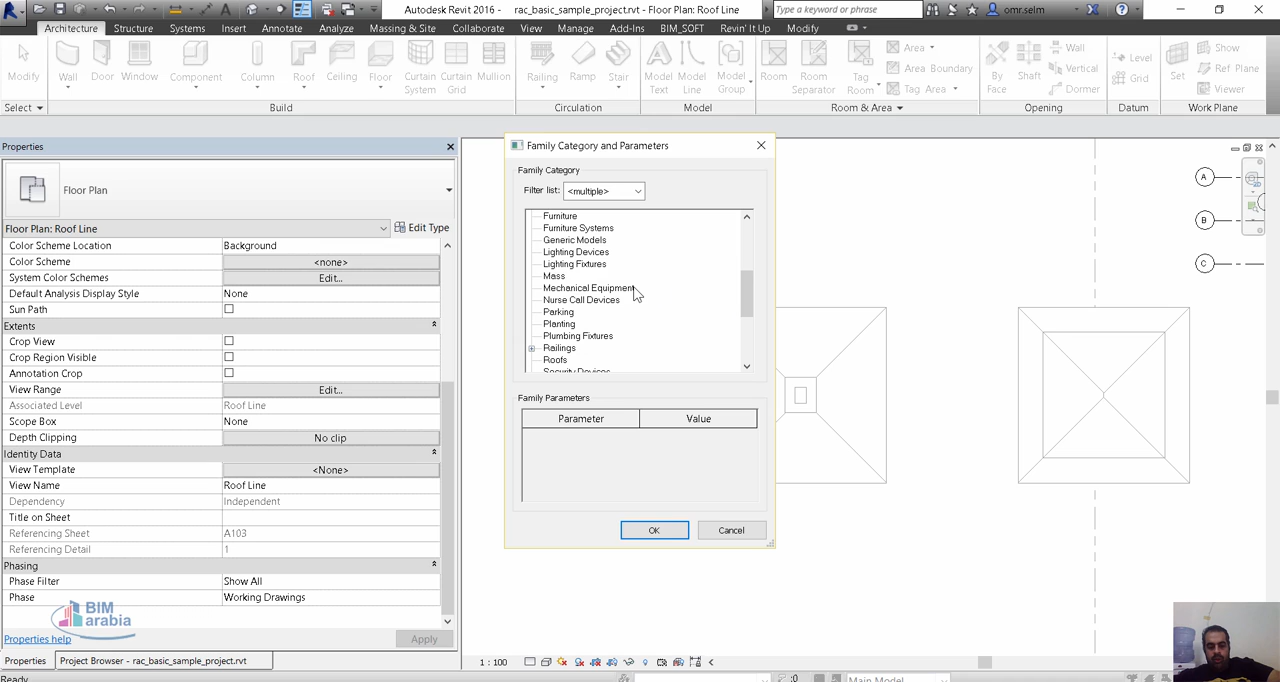 Autodesk Revit 2016 -
rac_basic_sample_project.rvt - Floor Plan: Roof Line
Type a keyword or phrase
omr.selm
Architecture
Structure
Systems
Insert
Annotate
Analyze
Massing & Site
Collaborate
View
Manage
Add-Ins
BIM_SOFT
Revin' It Up
Modify
Modify
Wall
Door
Window
Component
Column
Roof
Ceiling
Floor
Curtain
System
Curtain
Grid
Mullion
Railing
Ramp
Stair
Model
Text
Model
Line
Model
Group
Room
Room
Separator
Tag
Room
Area
Area Boundary
Tag Area
By
Face
Shaft
Wall
Vertical
Dormer
Level
Grid
Set
Show
Ref Plane
Viewer
Select
Build
Circulation
Model
Room & Area
Opening
Datum
Work Plane
Properties
Floor Plan
Floor Plan: Roof Line
Edit Type
Color Scheme Location Background
Color Scheme <none>
System Color Schemes Edit...
Default Analysis Display Style None
Sun Path
Extents
Crop View
Crop Region Visible
Annotation Crop
View Range Edit...
Associated Level Roof Line
Scope Box None
Depth Clipping No clip
Identity Data
View Template <None>
View Name Roof Line
Dependency Independent
Title on Sheet
Referencing Sheet A103
Referencing Detail 1
Phasing
Phase Filter Show All
Phase Working Drawings
BIM
arabia
Properties help
Apply
Properties
Project Browser - rac_basic_sample_project.rvt
Ready
Family Category and Parameters
Family Category
Filter list: <multiple>
Furniture
Furniture Systems
Generic Models
Lighting Devices
Lighting Fixtures
Mass
Mechanical Equipment
Nurse Call Devices
Parking
Planting
Plumbing Fixtures
Railings
Roofs
Security Devices
Family Parameters
Parameter Value
OK
Cancel
A
B
C
1 : 100
:0
Main Model